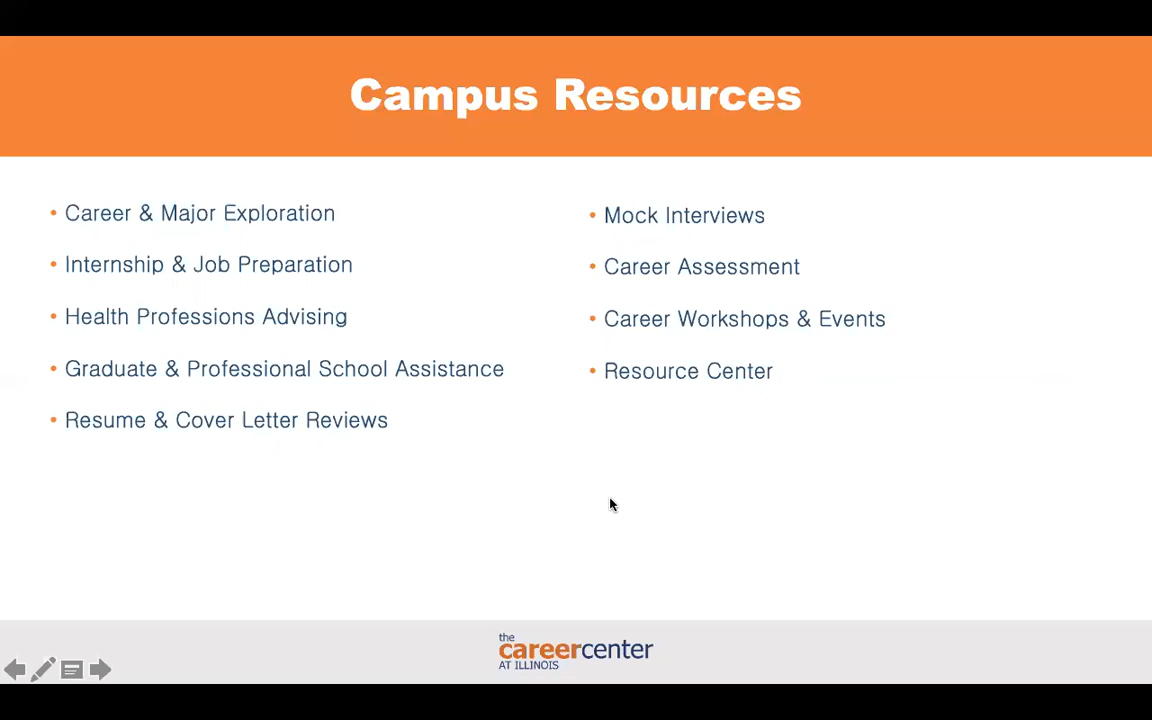 Campus Resources
• Career & Major Exploration
• Internship & Job Preparation
• Health Professions Advising
• Graduate & Professional School Assistance
• Resume & Cover Letter Reviews
• Mock Interviews
• Career Assessment
• Career Workshops & Events
• Resource Center
the
careercenter
AT ILLINOIS